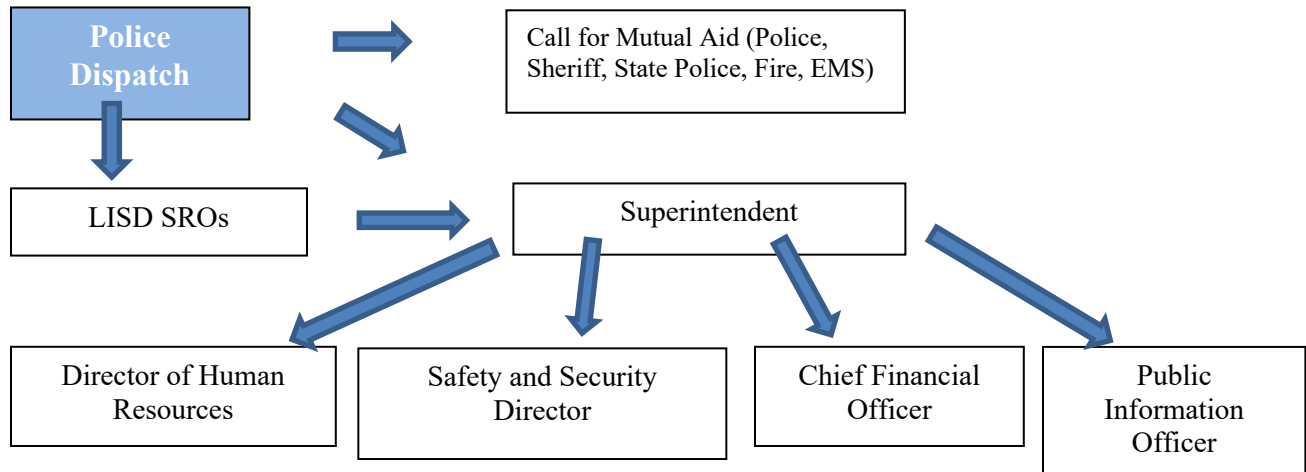 Police
Dispatch
Call for Mutual Aid (Police,
Sheriff, State Police, Fire, EMS)
LISD SROs
Superintendent
Director of Human
Resources
Safety and Security
Director
Chief Financial
Officer
Public
Information
Officer